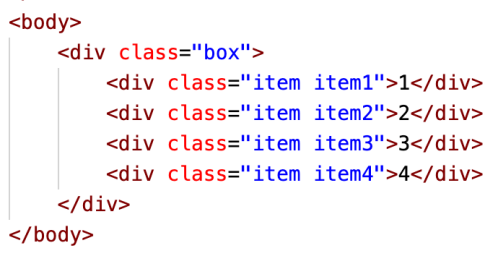 <body>
<div class="box">
<div class="item item1">1</div>
<div class="item item2">2</div>
<div class="item item3">3</div>
<div class="item item4">4</div>
</div>
</body>